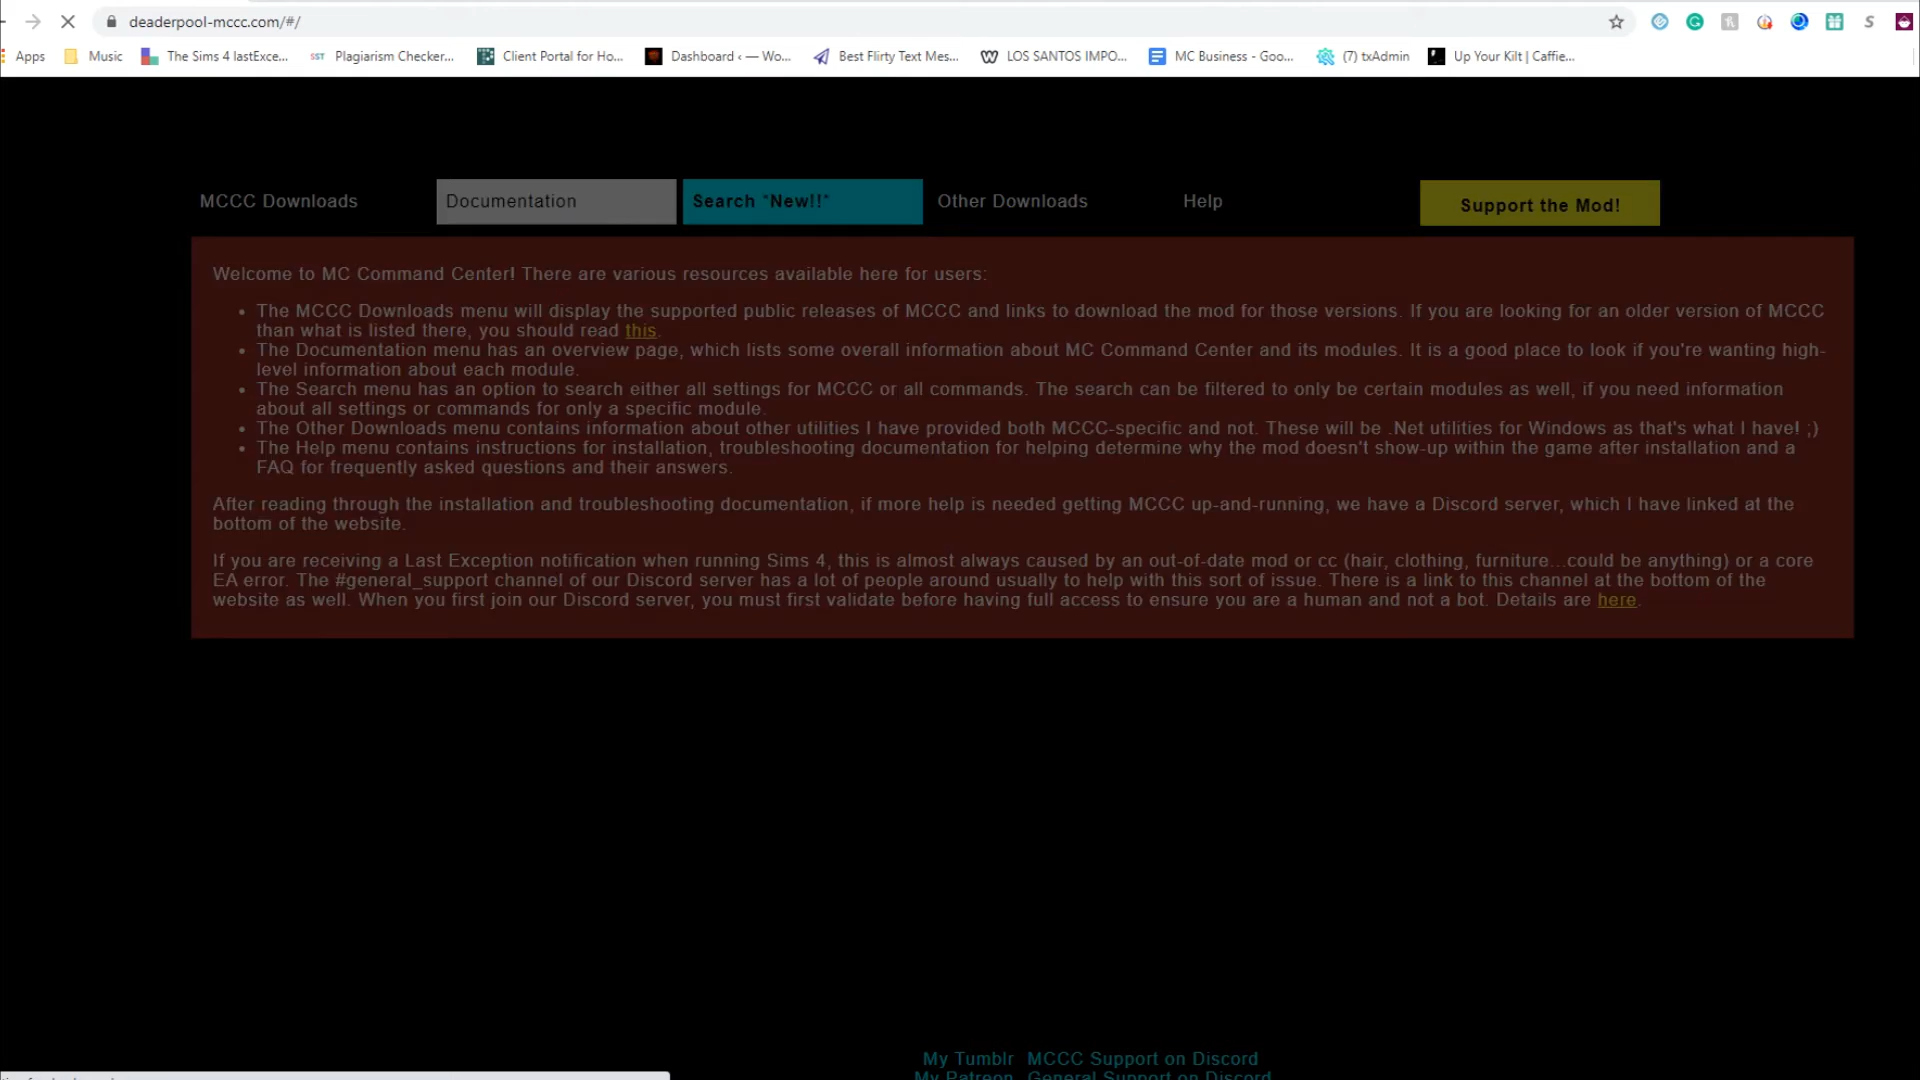 deaderpool-mccc.com/#/
Apps Music The Sims 4 lastExce... SST Plagiarism Checker... Client Portal for Ho... Dashboard ‹ — Wo... Best Flirty Text Mes... LOS SANTOS IMPO... MC Business - Goo... (7) txAdmin Up Your Kilt | Caffie...
MCCC Downloads Documentation Search *New!!* Other Downloads Help Support the Mod!
Welcome to MC Command Center! There are various resources available here for users:
• The MCCC Downloads menu will display the supported public releases of MCCC and links to download the mod for those versions. If you are looking for an older version of MCCC
than what is listed there, you should read this.
• The Documentation menu has an overview page, which lists some overall information about MC Command Center and its modules. It is a good place to look if you're wanting high-
level information about each module.
• The Search menu has an option to search either all settings for MCCC or all commands. The search can be filtered to only be certain modules as well, if you need information
about all settings or commands for only a specific module.
• The Other Downloads menu contains information about other utilities I have provided both MCCC-specific and not. These will be .Net utilities for Windows as that's what I have! ;)
• The Help menu contains instructions for installation, troubleshooting documentation for helping determine why the mod doesn't show-up within the game after installation and a
FAQ for frequently asked questions and their answers.
After reading through the installation and troubleshooting documentation, if more help is needed getting MCCC up-and-running, we have a Discord server, which I have linked at the
bottom of the website.
If you are receiving a Last Exception notification when running Sims 4, this is almost always caused by an out-of-date mod or cc (hair, clothing, furniture...could be anything) or a core
EA error. The #general_support channel of our Discord server has a lot of people around usually to help with this sort of issue. There is a link to this channel at the bottom of the
website as well. When you first join our Discord server, you must first validate before having full access to ensure you are a human and not a bot. Details are here.
My Tumblr MCCC Support on Discord
My Patreon General Support on Discord